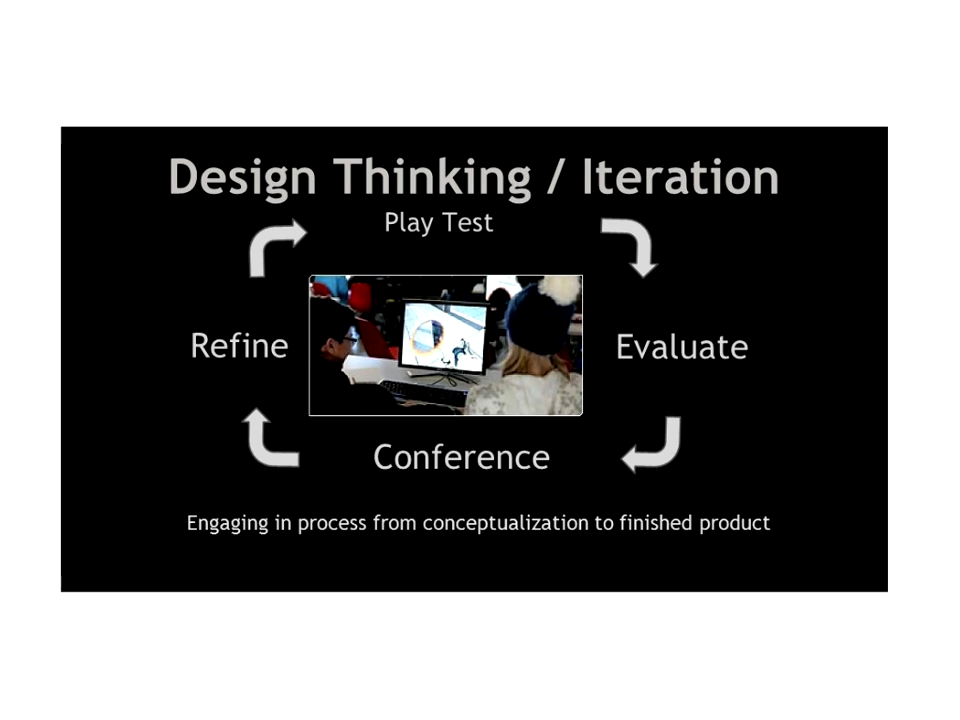 Design Thinking / Iteration
Play Test
Refine
Evaluate
Conference
Engaging in process from conceptualization to finished product